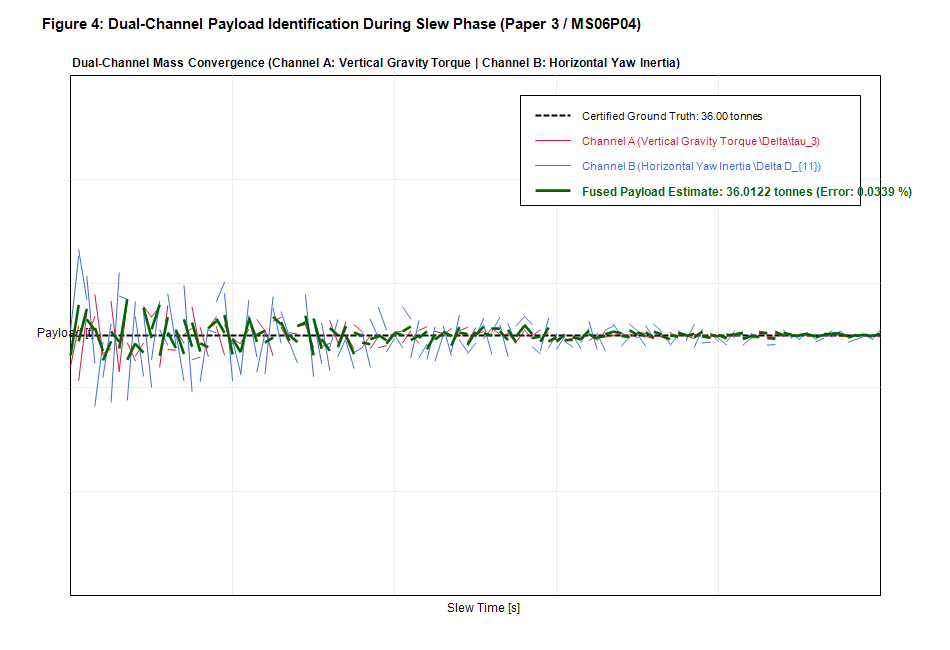 Figure 4: Dual-Channel Payload Identification During Slew Phase (Paper 3 / MS06P04)
Dual-Channel Mass Convergence (Channel A: Vertical Gravity Torque | Channel B: Horizontal Yaw Inertia)
Certified Ground Truth: 36.00 tonnes
Channel A (Vertical Gravity Torque \Delta\tau_3)
Channel B (Horizontal Yaw Inertia \Delta D_{11})
Fused Payload Estimate: 36.0122 tonnes (Error: 0.0339 %)
Payload [t]
Slew Time [s]